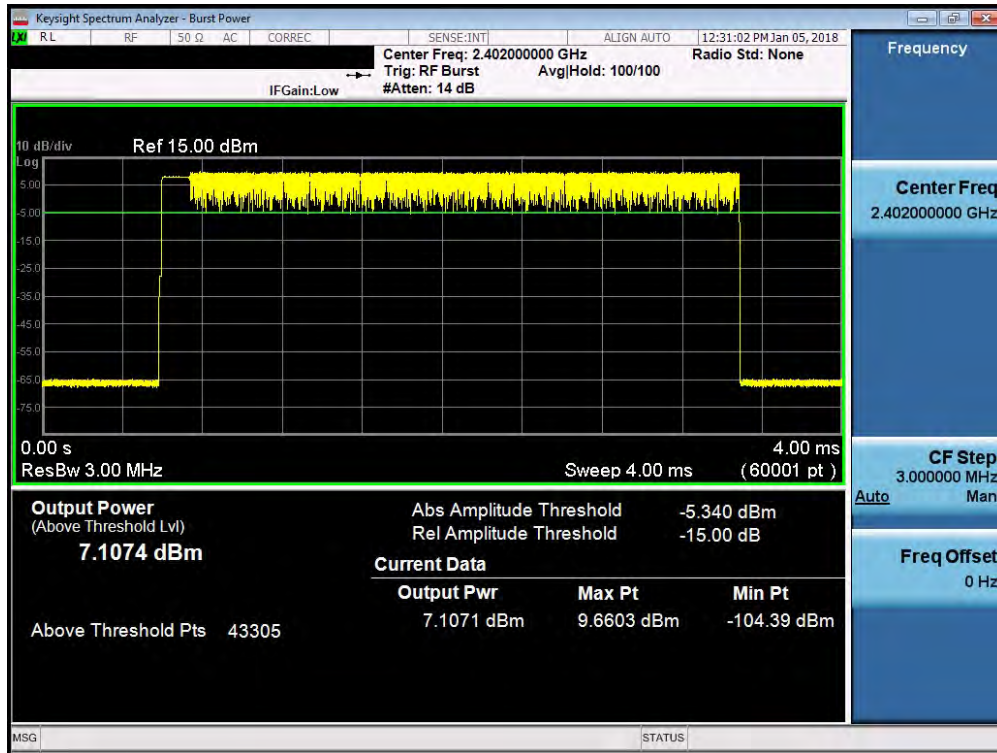 Keysight Spectrum Analyzer - Burst Power
LXI RL RF 50 Ω AC CORREC SENSE:INT ALIGN AUTO 12:31:02 PM Jan 05, 2018
Center Freq: 2.402000000 GHz Radio Std: None
Trig: RF Burst Avg|Hold: 100/100
IFGain:Low #Atten: 14 dB
10 dB/div Ref 15.00 dBm
Log
5.00
-5.00
-15.0
-25.0
-35.0
-45.0
-55.0
-65.0
-75.0
0.00 s 4.00 ms
ResBw 3.00 MHz Sweep 4.00 ms (60001 pt)
Output Power
(Above Threshold Lvl)
7.1074 dBm
Above Threshold Pts 43305
Abs Amplitude Threshold -5.340 dBm
Rel Amplitude Threshold -15.00 dB
Current Data
Output Pwr Max Pt Min Pt
7.1071 dBm 9.6603 dBm -104.39 dBm
Frequency
Center Freq
2.402000000 GHz
CF Step
3.000000 MHz
Auto Man
Freq Offset
0 Hz
MSG STATUS